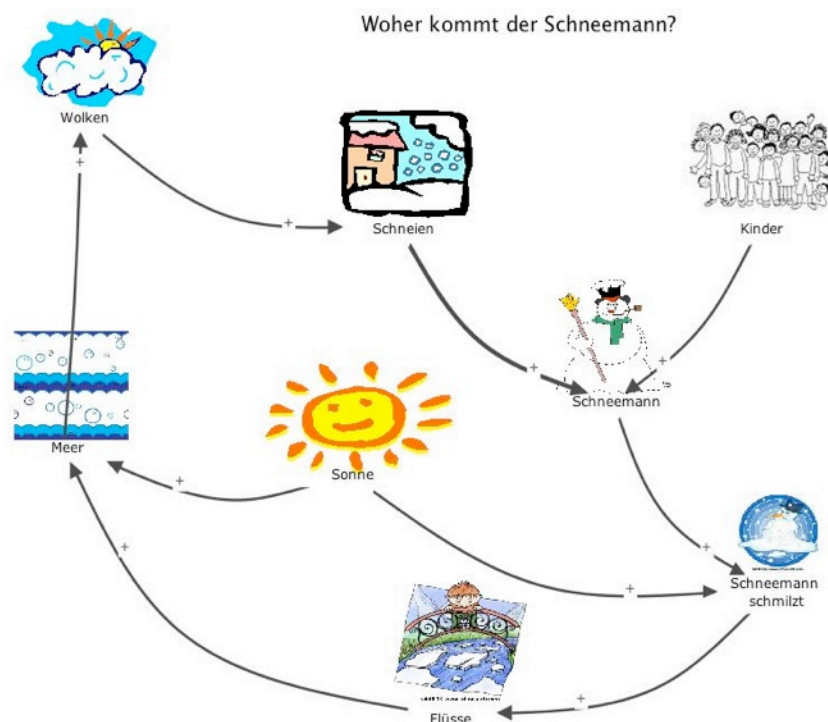 Woher kommt der Schneemann?
Wolken
+
+
Schneien
Kinder
+
+
Schneemann
Meer
Sonne
+
+
+
+
Schneemann
schmilzt
+
Flüsse